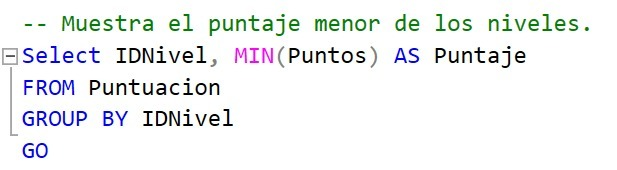 -- Muestra el puntaje menor de los niveles.
Select IDNivel, MIN(Puntos) AS Puntaje
FROM Puntuacion
GROUP BY IDNivel
GO